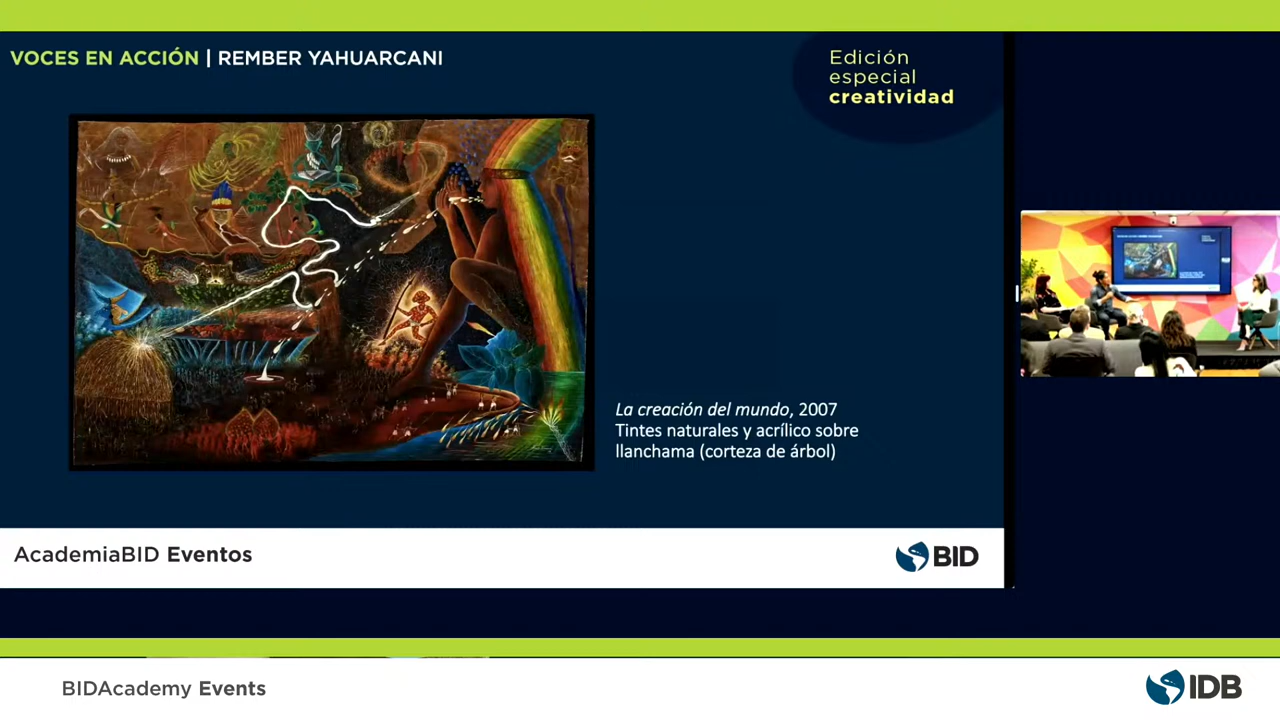 VOCES EN ACCIÓN | REMBER YAHUARCANI
Edición
especial
creatividad
La creación del mundo, 2007
Tintes naturales y acrílico sobre
llanchama (corteza de árbol)
AcademiaBID Eventos
BID
BIDAcademy Events
IDB